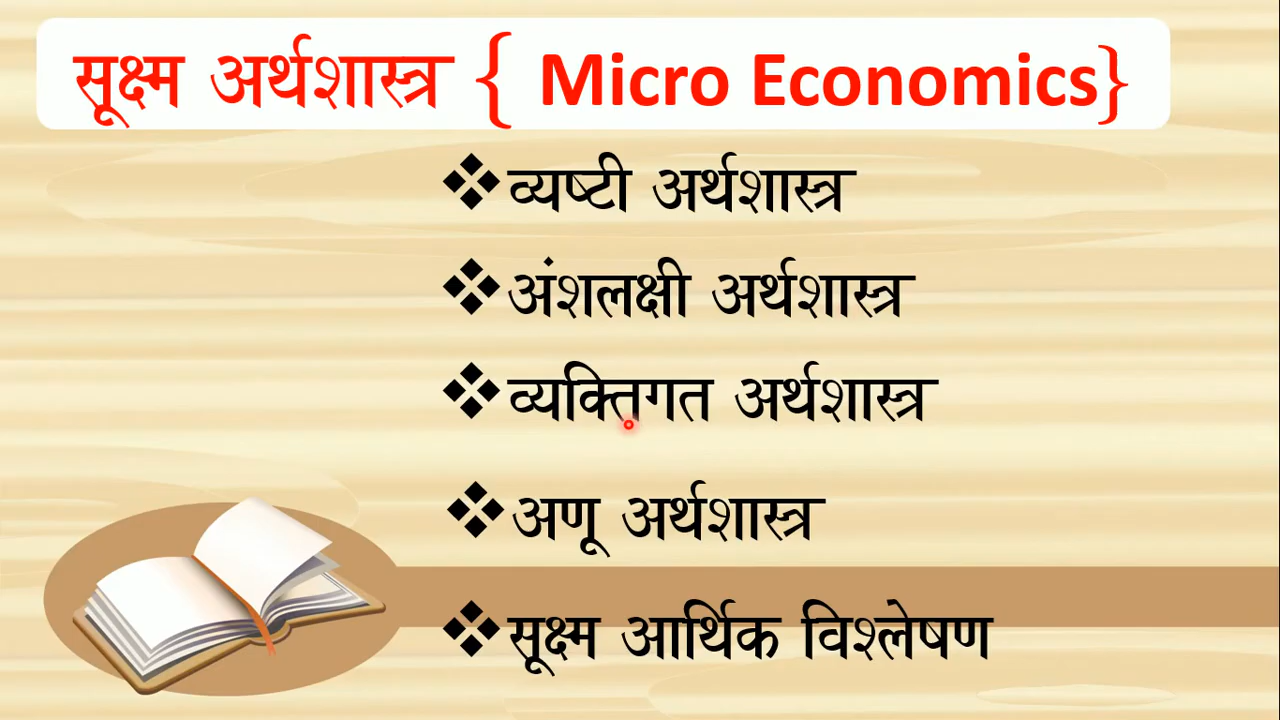 सूक्ष्म अर्थशास्त्र { Micro Economics}
❖व्यष्टी अर्थशास्त्र
❖अंशलक्षी अर्थशास्त्र
❖व्यक्तिगत अर्थशास्त्र
❖अणू अर्थशास्त्र
❖सूक्ष्म आर्थिक विश्लेषण